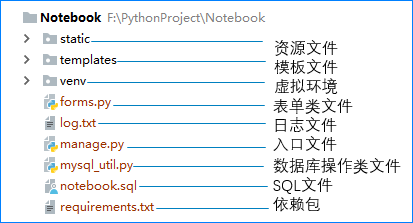 Notebook F:\PythonProject\Notebook
static 资源文件
templates 模板文件
venv 虚拟环境
forms.py 表单类文件
log.txt 日志文件
manage.py 入口文件
mysql_util.py 数据库操作类文件
notebook.sql SQL文件
requirements.txt 依赖包